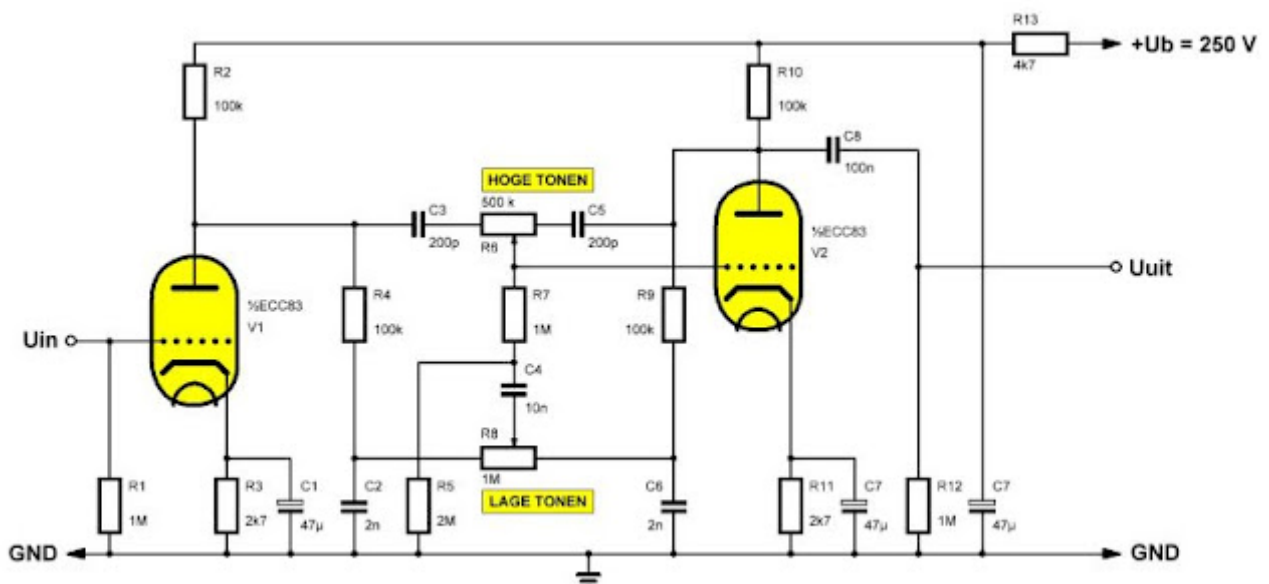 R13
+Ub = 250 V
4k7
R2
100k
R10
100k
C8
100n
HOGE TONEN
500 k
C3
200p
R6
C5
200p
½ECC83
V2
Uuit
½ECC83
V1
R4
100k
R7
1M
R9
100k
Uin
C4
10n
R8
1M
R1
1M
R3
2k7
C1
47µ
C2
2n
R5
2M
LAGE TONEN
C6
2n
R11
2k7
C7
47µ
R12
1M
C7
47µ
GND
GND